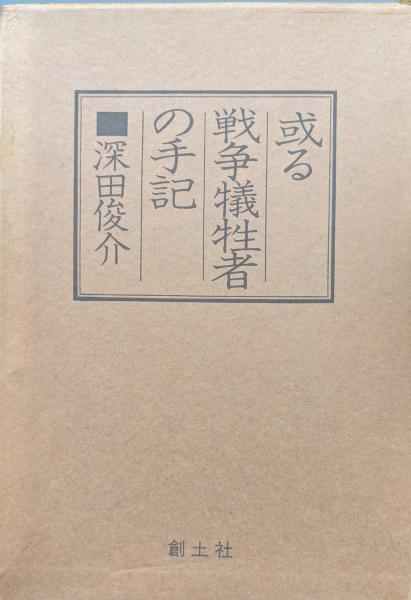 或る
戦争犠牲者
の手記
■深田俊介
創土社